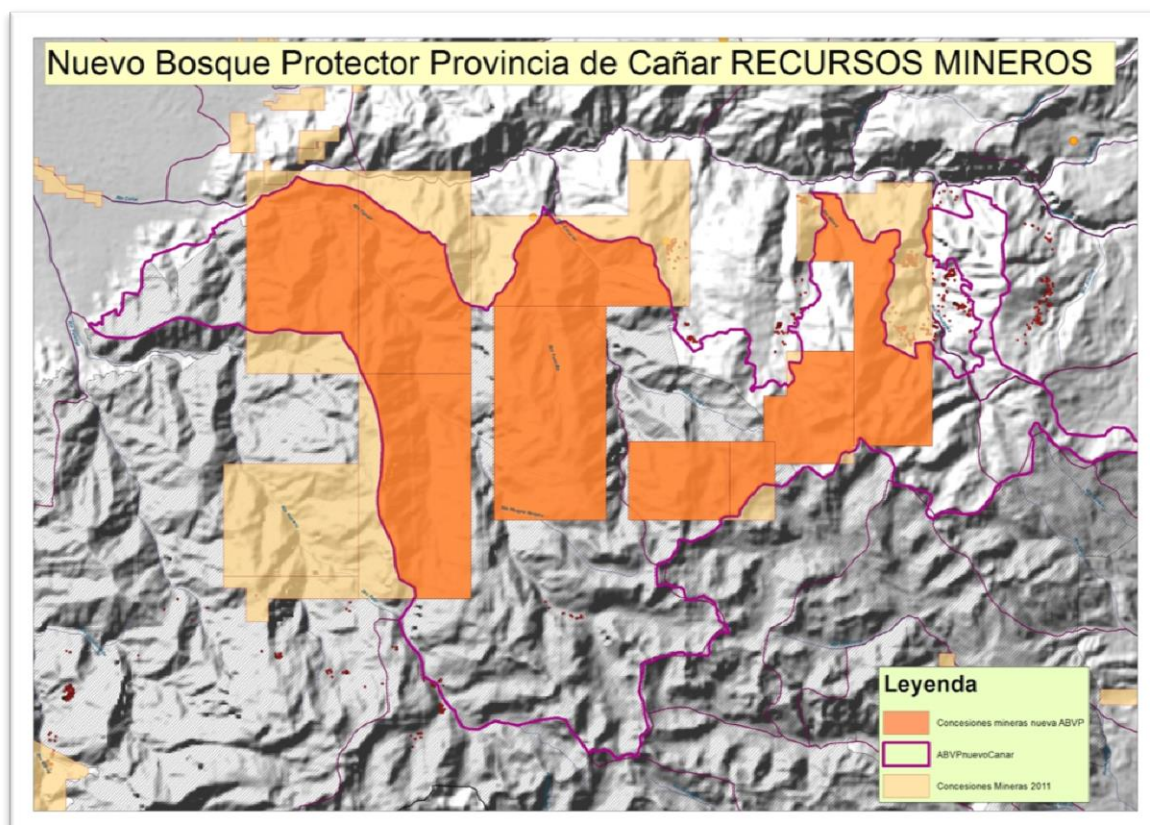 Nuevo Bosque Protector Provincia de Cañar RECURSOS MINEROS
Leyenda
Concesiones mineras nueva ABVP
ABVPnuevoCanar
Concesiones Mineras 2011